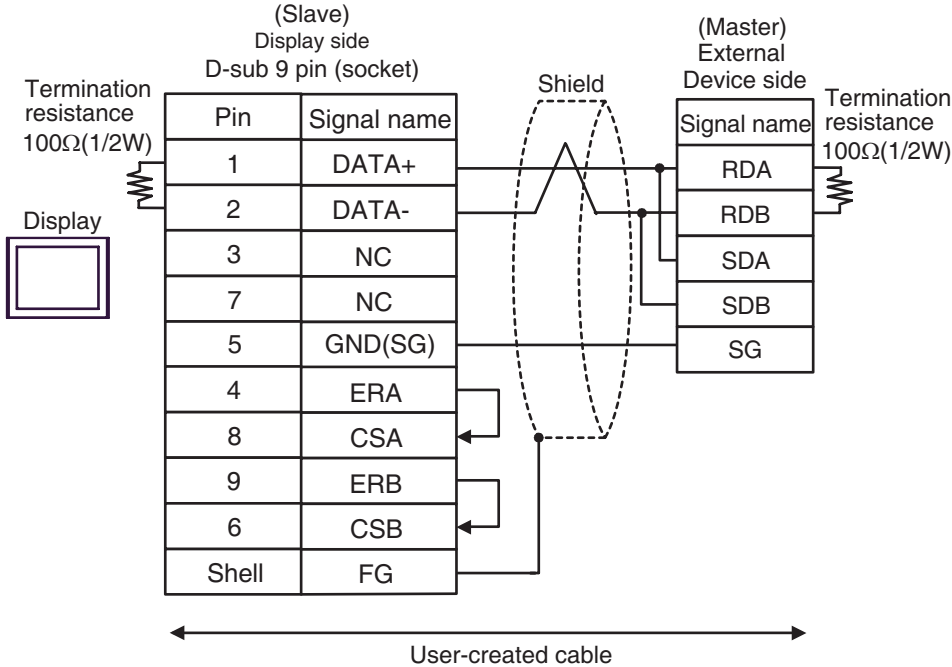 (Slave)
Display side
D-sub 9 pin (socket)
(Master)
External
Device side
Termination
resistance
100Ω(1/2W)
Shield
Termination
resistance
100Ω(1/2W)
Display
Pin Signal name
1 DATA+
2 DATA-
3 NC
7 NC
5 GND(SG)
4 ERA
8 CSA
9 ERB
6 CSB
Shell FG
Signal name
RDA
RDB
SDA
SDB
SG
User-created cable